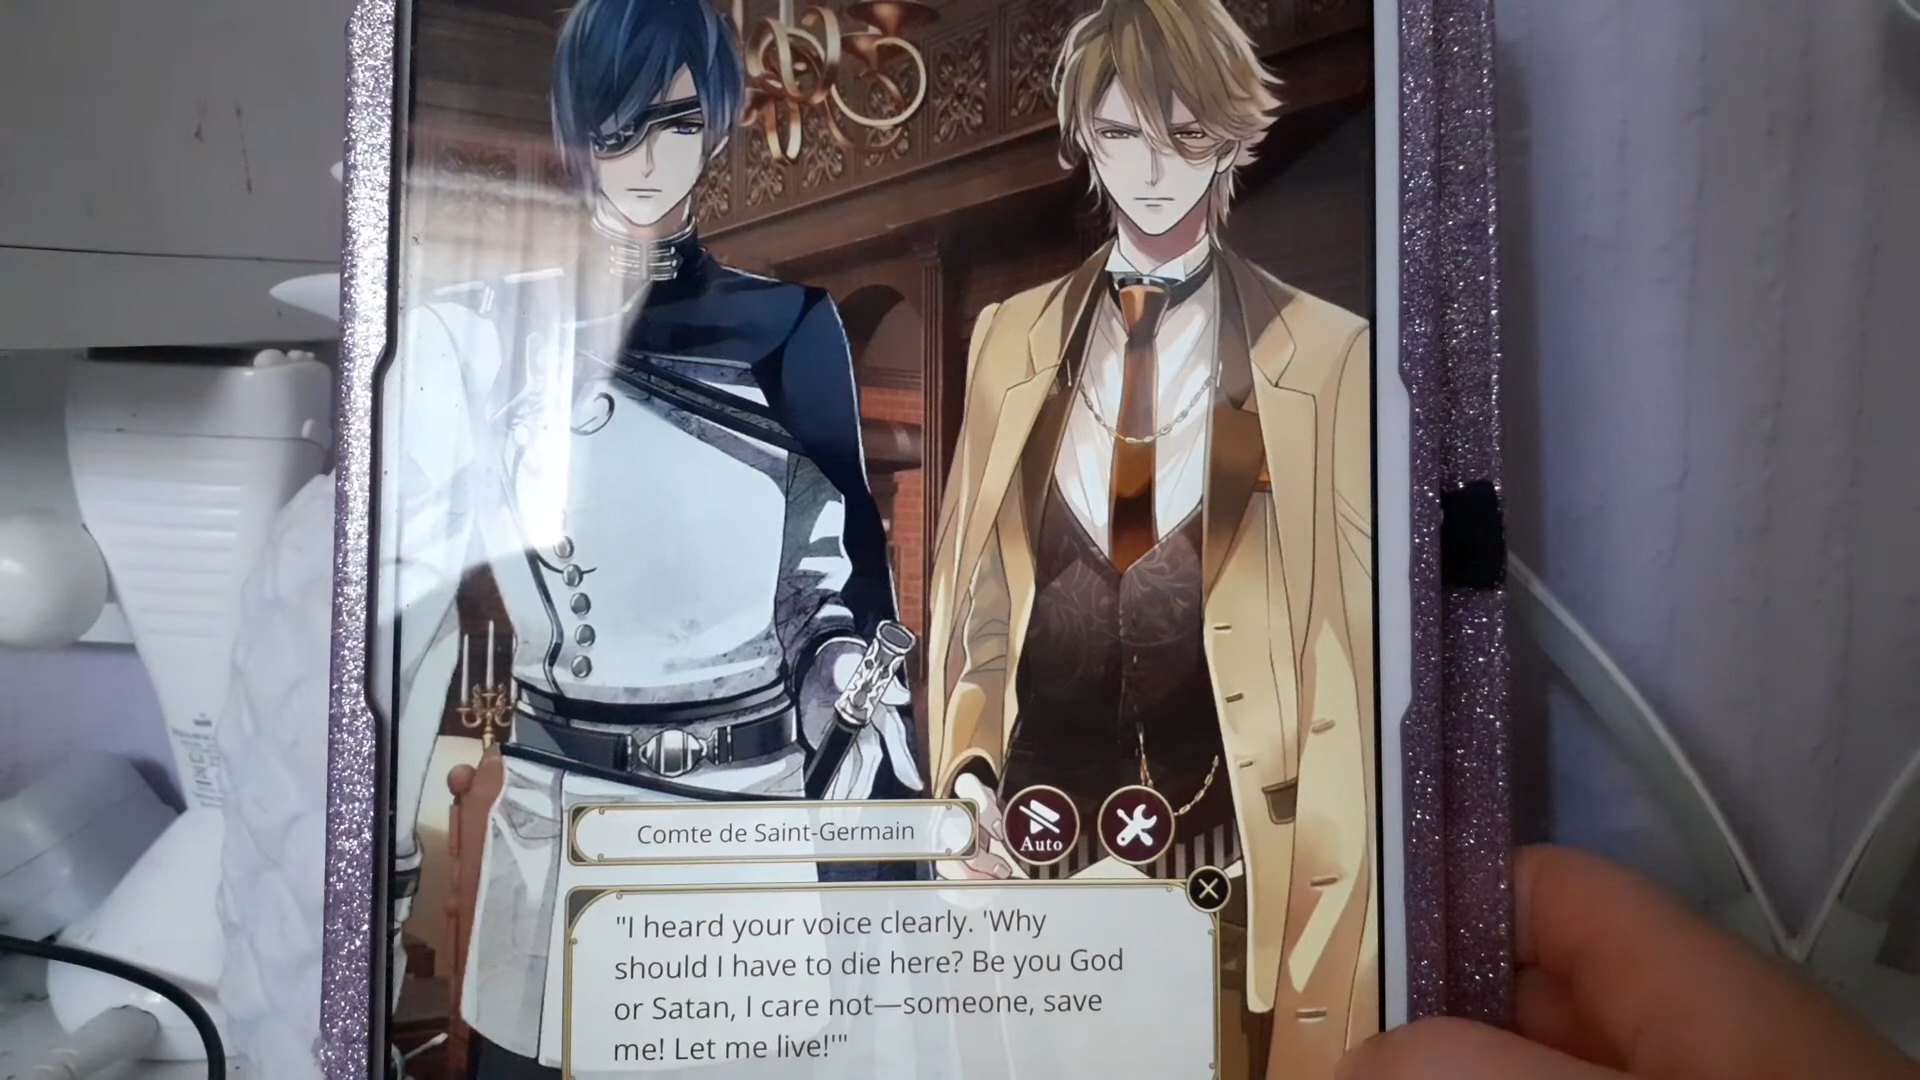 Comte de Saint-Germain
Auto
"I heard your voice clearly. 'Why
should I have to die here? Be you God
or Satan, I care not—someone, save
me! Let me live!'"